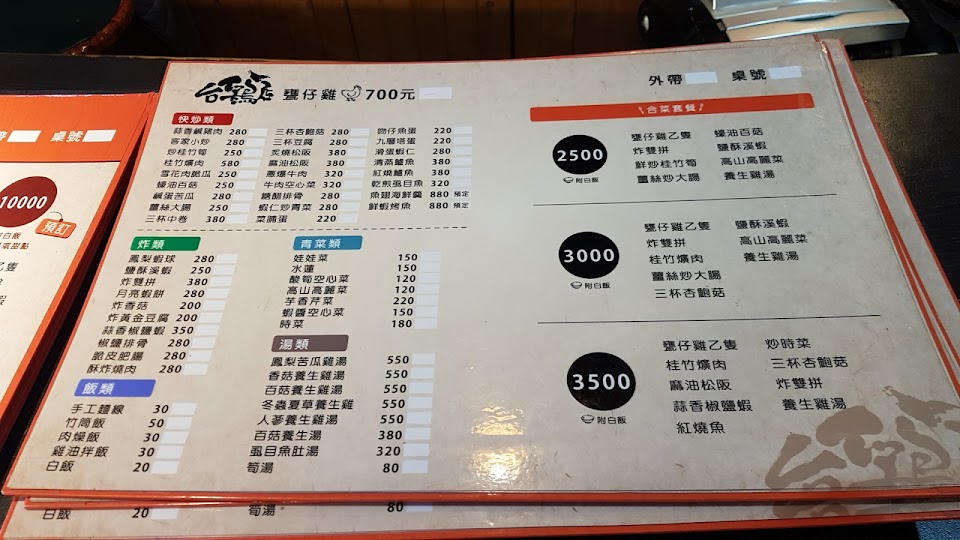 台G鷄店 甕仔雞 700元
外帶 桌號
快炒類
蒜香鹹豬肉 280
客家小炒 280
炒桂竹筍 250
桂竹爌肉 580
雪花肉脆瓜 250
蠔油百菇 250
鹹蛋苦瓜 280
薑絲大腸 250
三杯中卷 380
三杯杏鮑菇 280
三杯豆腐 280
炙燒松阪 380
麻油松阪 380
蔥爆牛肉 320
牛肉空心菜 320
糖醋排骨 280
蝦仁炒青菜 280
菜脯蛋 220
吻仔魚蛋 220
九層塔蛋 220
滑蛋蝦仁 280
清蒸鱸魚 380
紅燒鱸魚 380
乾煎虱目魚 320
魚翅海鮮羹 880 預定
鮮蝦烤魚 880 預定
炸類
鳳梨蝦球 280
鹽酥溪蝦 250
炸雙拼 380
月亮蝦餅 280
炸香菇 200
炸黃金豆腐 200
蒜香椒鹽蝦 350
椒鹽排骨 280
脆皮肥腸 280
酥炸燒肉 280
飯類
手工麵線 30
竹筒飯 50
肉燥飯 30
雞油拌飯 30
白飯 20
青菜類
娃娃菜 150
水蓮 150
酸筍空心菜 120
高山高麗菜 120
芋香芹菜 220
蝦醬空心菜 150
時菜 180
湯類
鳳梨苦瓜雞湯 550
香菇養生雞湯 550
百菇養生雞湯 550
冬蟲夏草養生雞 550
人蔘養生雞湯 550
百菇養生湯 380
虱目魚肚湯 320
筍湯 80
合菜套餐
2500
附白飯
甕仔雞乙隻 蠔油百菇
炸雙拼 鹽酥溪蝦
鮮炒桂竹筍 高山高麗菜
薑絲炒大腸 養生雞湯
3000
附白飯
甕仔雞乙隻 鹽酥溪蝦
炸雙拼 高山高麗菜
桂竹爌肉 養生雞湯
薑絲炒大腸
三杯杏鮑菇
3500
附白飯
甕仔雞乙隻 炒時菜
桂竹爌肉 三杯杏鮑菇
麻油松阪 炸雙拼
蒜香椒鹽蝦 養生雞湯
紅燒魚
帶 桌號
10000
預訂
附白飯
乙隻
白飯 20
筍湯 80